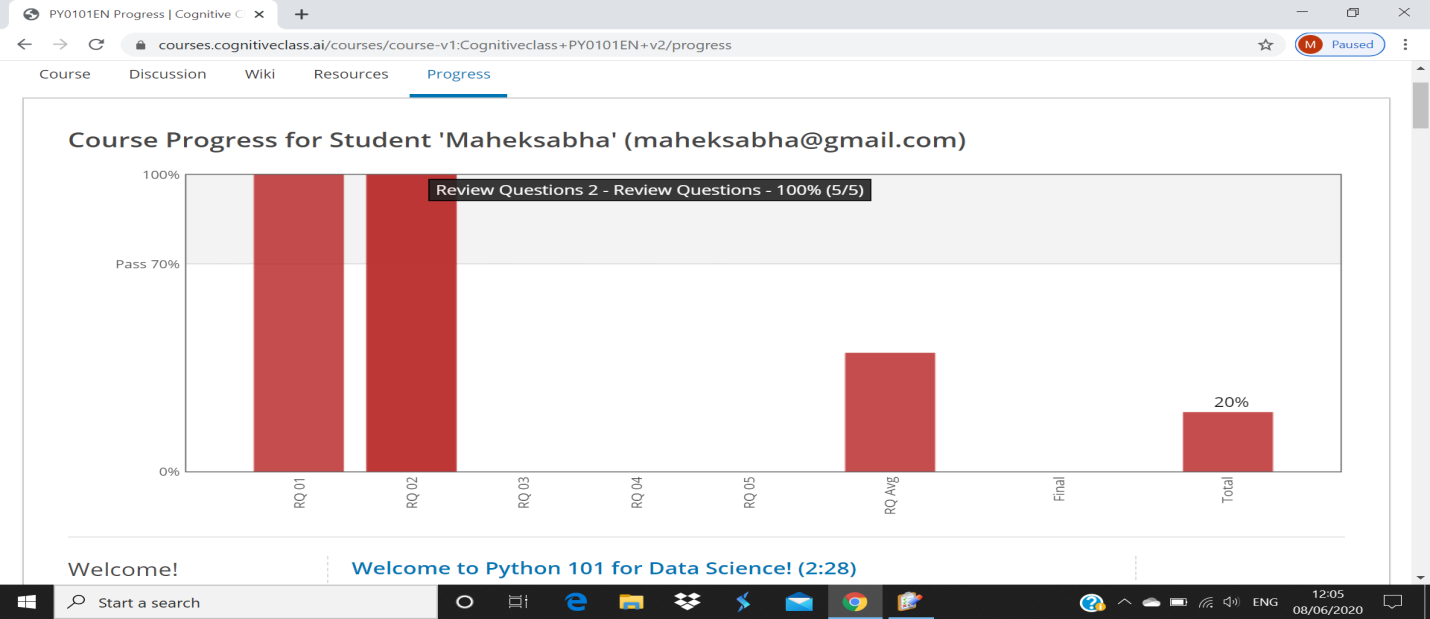 PY0101EN Progress | Cognitive C
courses.cognitiveclass.ai/courses/course-v1:Cognitiveclass+PY0101EN+v2/progress
M Paused
Course Discussion Wiki Resources Progress
Course Progress for Student 'Maheksabha' (maheksabha@gmail.com)
100%
Review Questions 2 - Review Questions - 100% (5/5)
Pass 70%
20%
0%
RQ 01 RQ 02 RQ 03 RQ 04 RQ 05 RQ Avg Final Total
Welcome! Welcome to Python 101 for Data Science! (2:28)
Start a search ENG 12:05
08/06/2020